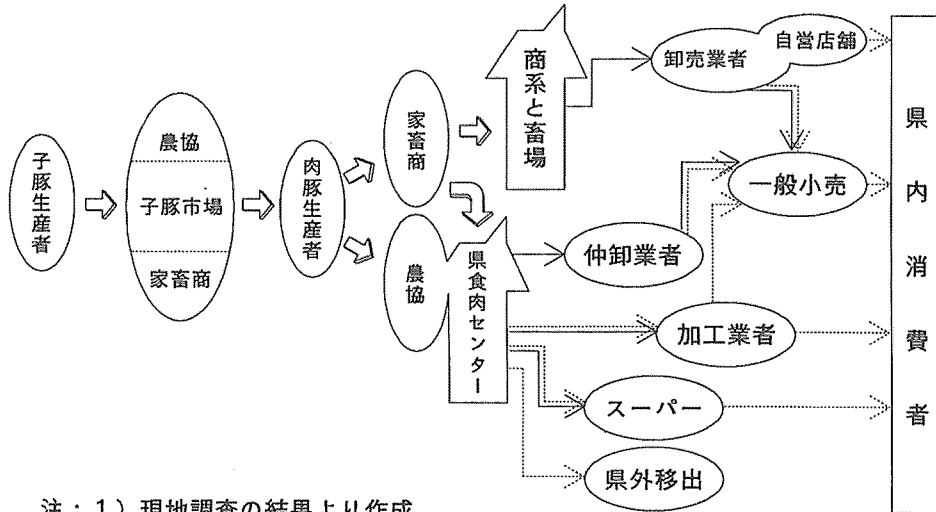 子豚生産者
農協
子豚市場
家畜商
肉豚生産者
家畜商
農協
商系と畜場
県食肉センター
卸売業者
自営店舗
一般小売
仲卸業者
加工業者
スーパー
県外移出
県内消費者
注：1）現地調査の結果より作成